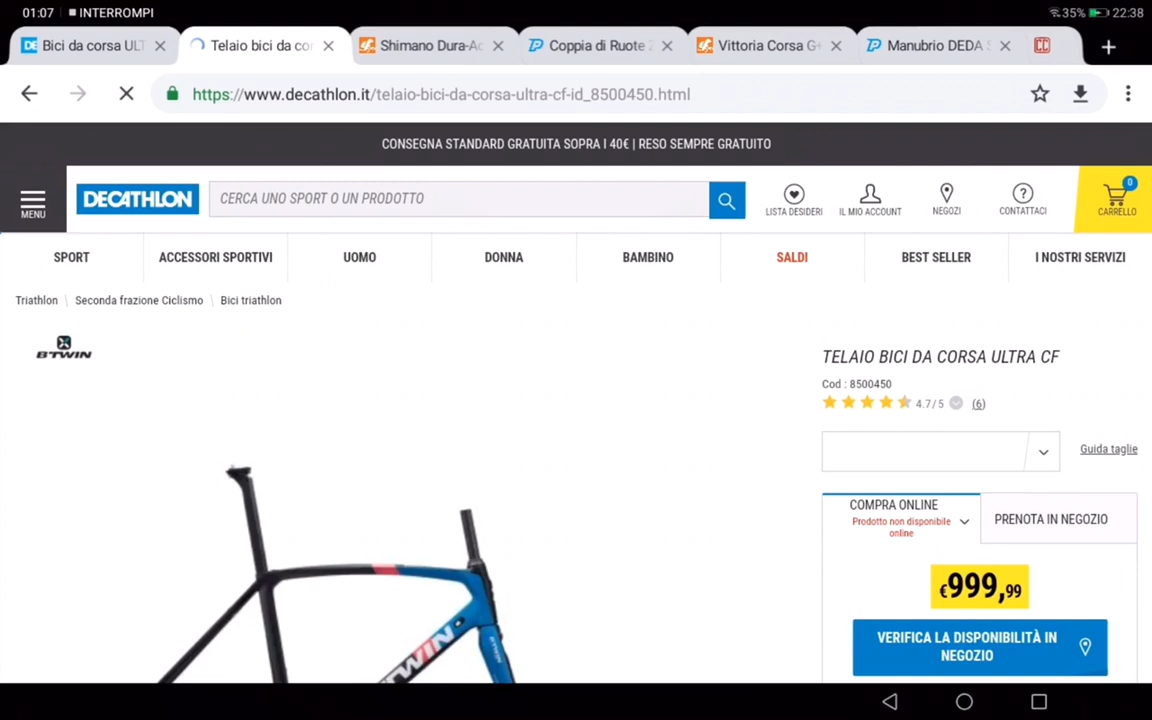 01:07 INTERROMPI 35% 22:38
DE Bici da corsa ULT
Telaio bici da cor
Shimano Dura-Ac
Coppia di Ruote Z
Vittoria Corsa G+
Manubrio DEDA S
CC
https://www.decathlon.it/telaio-bici-da-corsa-ultra-cf-id_8500450.html
CONSEGNA STANDARD GRATUITA SOPRA I 40€ | RESO SEMPRE GRATUITO
MENU
DECATHLON
CERCA UNO SPORT O UN PRODOTTO
LISTA DESIDERI
IL MIO ACCOUNT
NEGOZI
CONTATTACI
0
CARRELLO
SPORT ACCESSORI SPORTIVI UOMO DONNA BAMBINO SALDI BEST SELLER I NOSTRI SERVIZI
Triathlon \ Seconda frazione Ciclismo \ Bici triathlon
BTWIN
TELAIO BICI DA CORSA ULTRA CF
Cod : 8500450
4.7/5 (6)
Guida taglie
COMPRA ONLINE
Prodotto non disponibile
online
PRENOTA IN NEGOZIO
€999,99
VERIFICA LA DISPONIBILITÀ IN
NEGOZIO
BTWIN
BTWIN